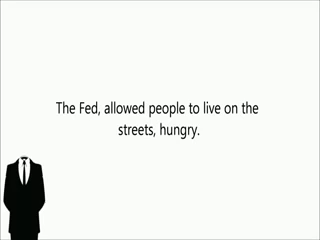 The Fed, allowed people to live on the
streets, hungry.